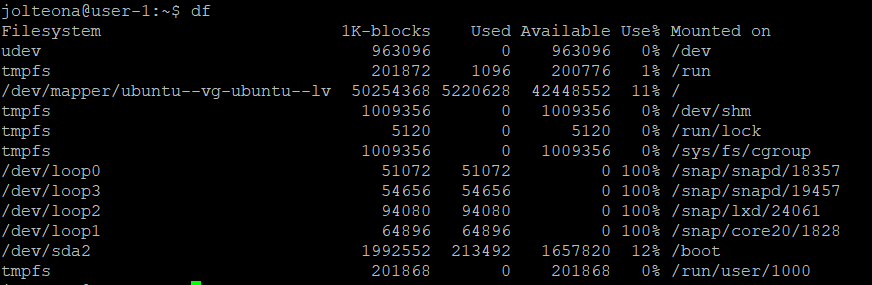 jolteona@user-1:~$ df
Filesystem                        1K-blocks    Used Available Use% Mounted on
udev                                 963096       0    963096   0% /dev
tmpfs                                201872    1096    200776   1% /run
/dev/mapper/ubuntu--vg-ubuntu--lv  50254368 5220628  42448552  11% /
tmpfs                               1009356       0   1009356   0% /dev/shm
tmpfs                                  5120       0      5120   0% /run/lock
tmpfs                               1009356       0   1009356   0% /sys/fs/cgroup
/dev/loop0                            51072   51072         0 100% /snap/snapd/18357
/dev/loop3                            54656   54656         0 100% /snap/snapd/19457
/dev/loop2                            94080   94080         0 100% /snap/lxd/24061
/dev/loop1                            64896   64896         0 100% /snap/core20/1828
/dev/sda2                           1992552  213492   1657820  12% /boot
tmpfs                                201868       0    201868   0% /run/user/1000